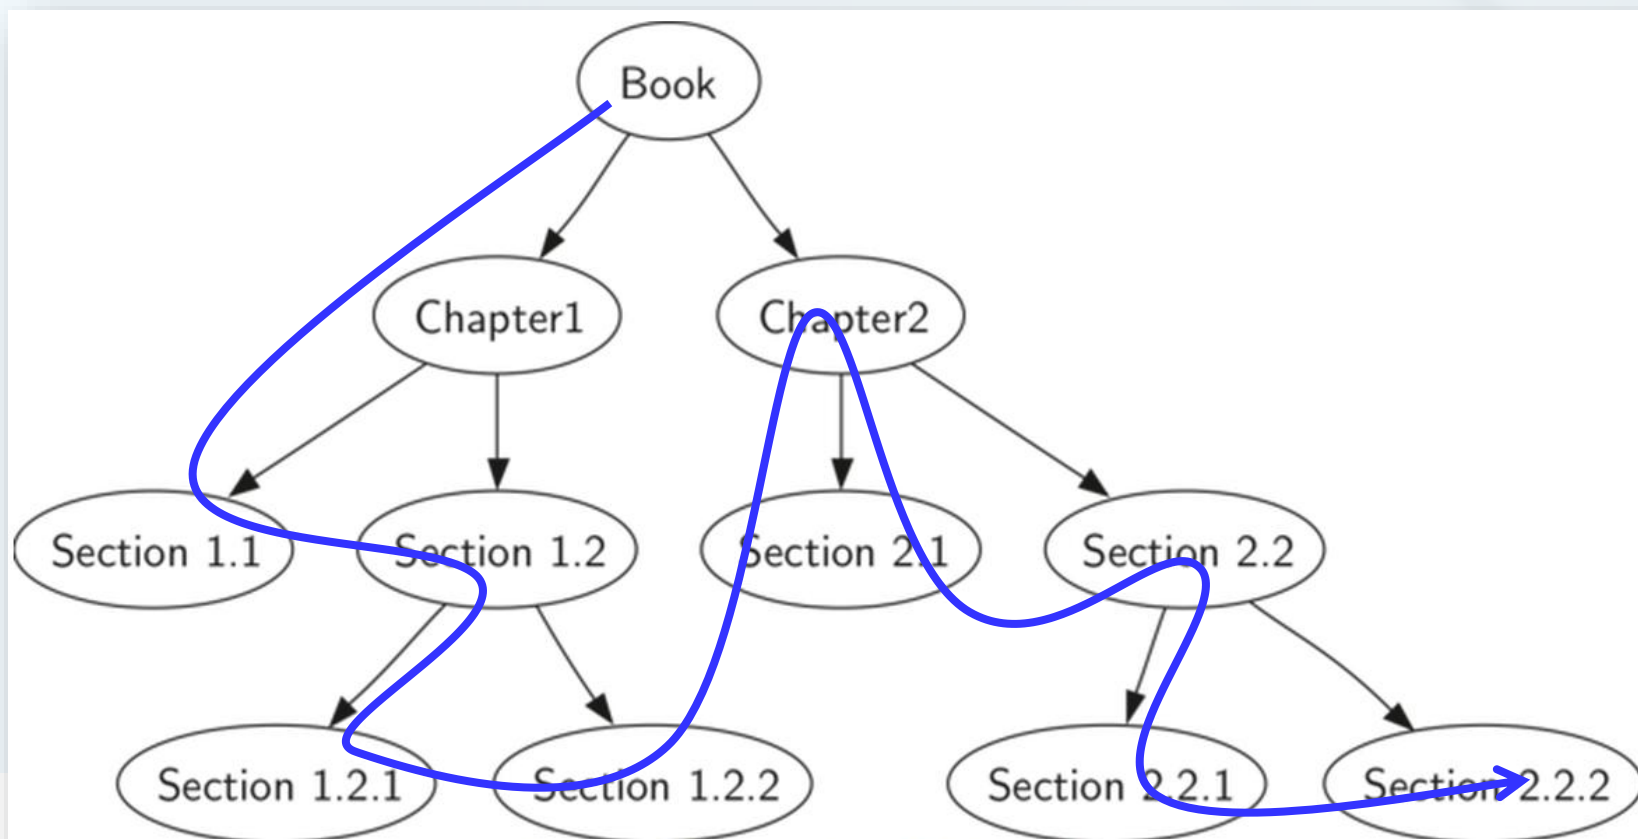 Book
Chapter1 Chapter2
Section 1.1 Section 1.2 Section 2.1 Section 2.2
Section 1.2.1 Section 1.2.2 Section 2.2.1 Section 2.2.2